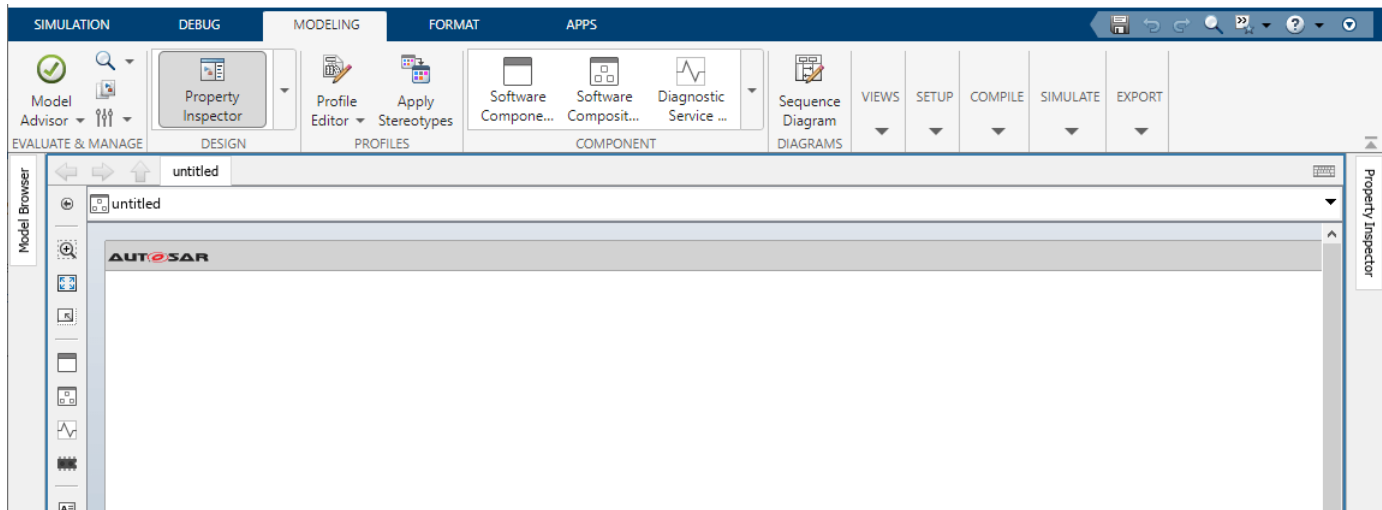 SIMULATION DEBUG MODELING FORMAT APPS
Model
Advisor
EVALUATE & MANAGE
Property
Inspector
DESIGN
Profile
Editor
Apply
Stereotypes
PROFILES
Software
Compone...
Software
Composit...
Diagnostic
Service ...
COMPONENT
Sequence
Diagram
DIAGRAMS
VIEWS
SETUP
COMPILE
SIMULATE
EXPORT
Model Browser
untitled
untitled
AUTOSAR
Property Inspector